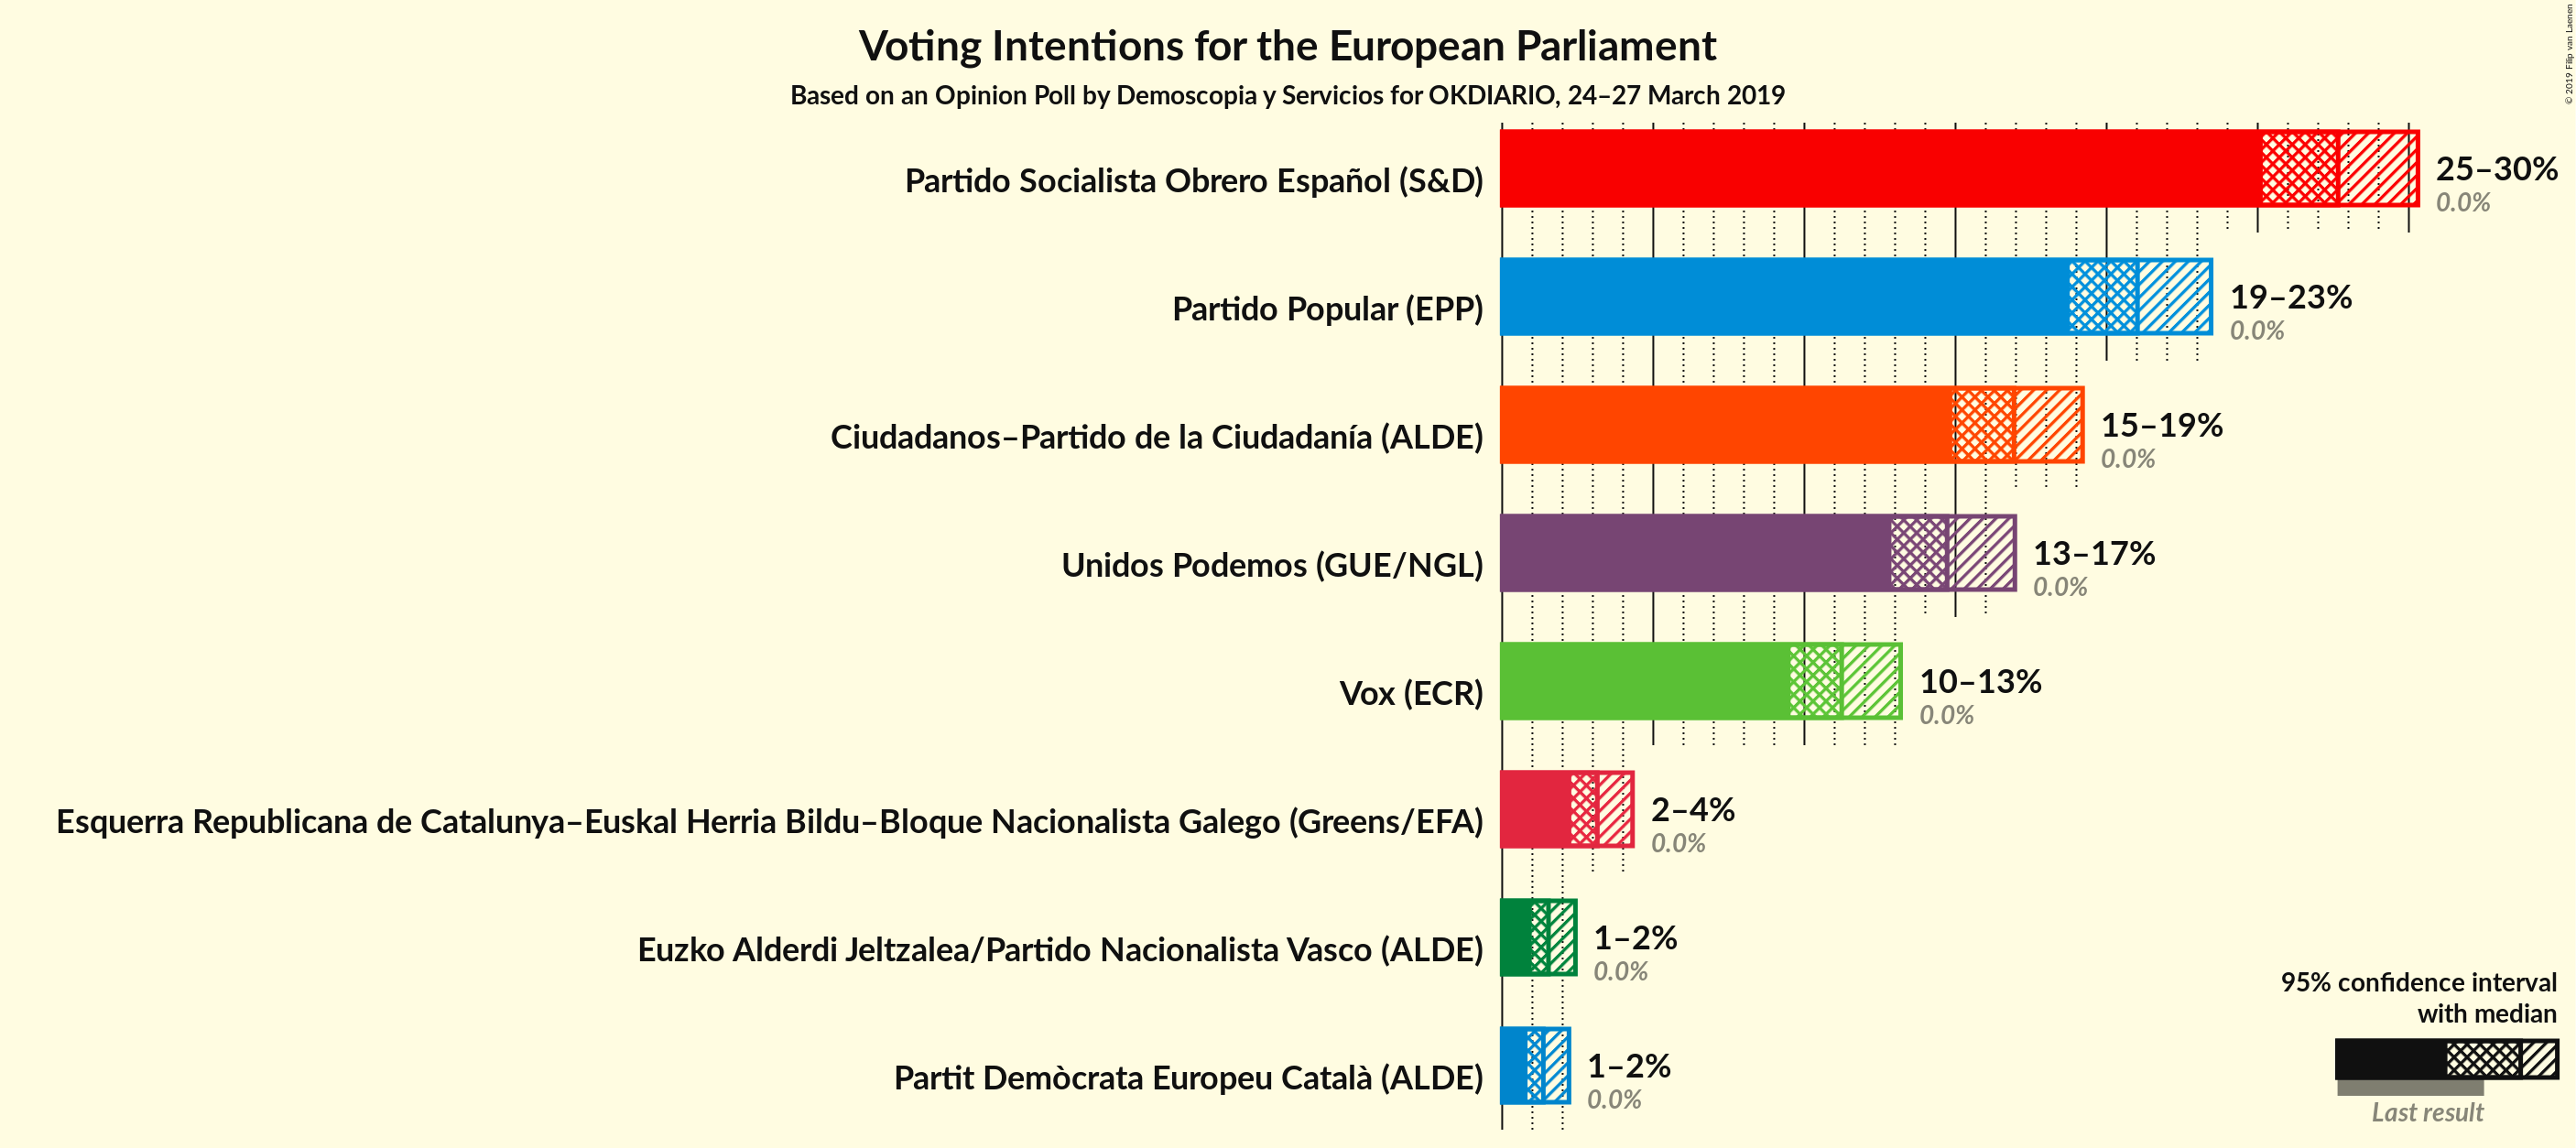 Voting Intentions for the European Parliament
Based on an Opinion Poll by Demoscopia y Servicios for OKDIARIO, 24–27 March 2019
© 2019 Filip van Laenen
Partido Socialista Obrero Español (S&D)
25–30%
0.0%
Partido Popular (EPP)
19–23%
0.0%
Ciudadanos–Partido de la Ciudadanía (ALDE)
15–19%
0.0%
Unidos Podemos (GUE/NGL)
13–17%
0.0%
Vox (ECR)
10–13%
0.0%
Esquerra Republicana de Catalunya–Euskal Herria Bildu–Bloque Nacionalista Galego (Greens/EFA)
2–4%
0.0%
Euzko Alderdi Jeltzalea/Partido Nacionalista Vasco (ALDE)
1–2%
0.0%
Partit Demòcrata Europeu Català (ALDE)
1–2%
0.0%
95% confidence interval
with median
Last result